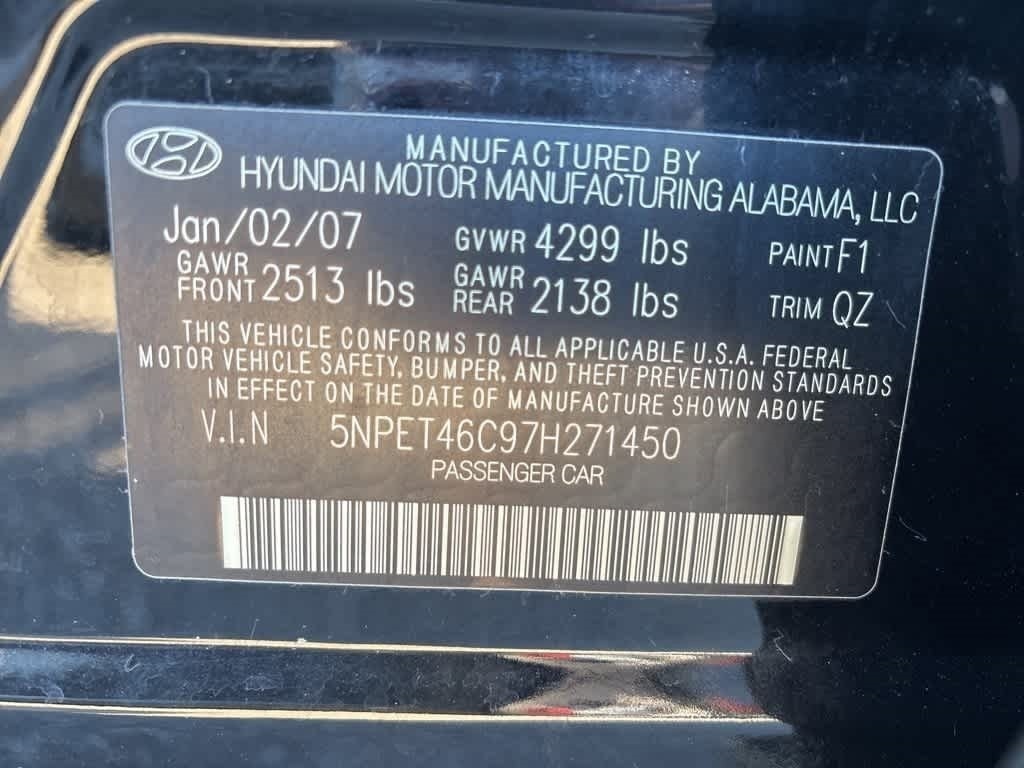 MANUFACTURED BY
HYUNDAI MOTOR MANUFACTURING ALABAMA, LLC
Jan/02/07 GVWR 4299 lbs PAINT F1
GAWR FRONT 2513 lbs GAWR REAR 2138 lbs TRIM QZ
THIS VEHICLE CONFORMS TO ALL APPLICABLE U.S.A. FEDERAL
MOTOR VEHICLE SAFETY, BUMPER, AND THEFT PREVENTION STANDARDS
IN EFFECT ON THE DATE OF MANUFACTURE SHOWN ABOVE
V.I.N 5NPET46C97H271450
PASSENGER CAR